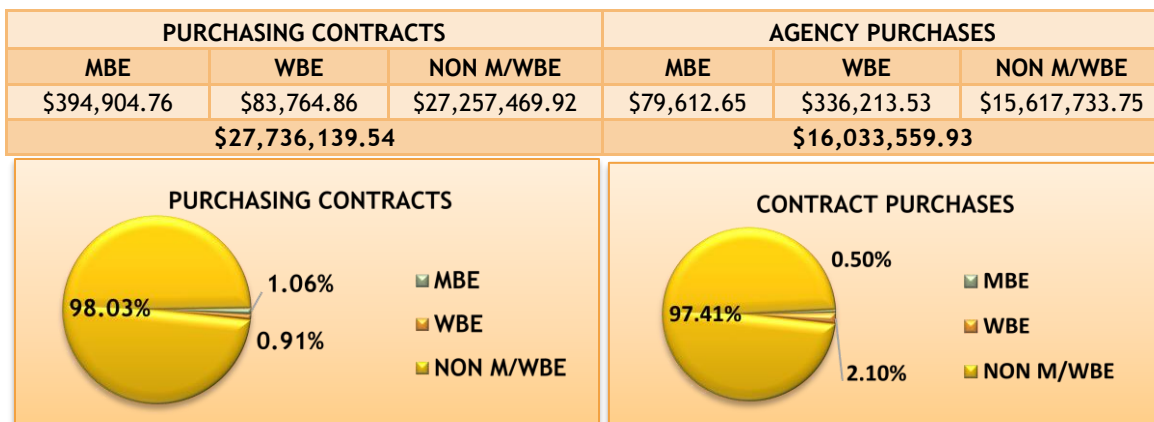 PURCHASING CONTRACTS AGENCY PURCHASES
MBE WBE NON M/WBE MBE WBE NON M/WBE
$394,904.76 $83,764.86 $27,257,469.92 $79,612.65 $336,213.53 $15,617,733.75
$27,736,139.54 $16,033,559.93
PURCHASING CONTRACTS
98.03%
1.06%
0.91%
MBE
WBE
NON M/WBE
CONTRACT PURCHASES
97.41%
0.50%
2.10%
MBE
WBE
NON M/WBE